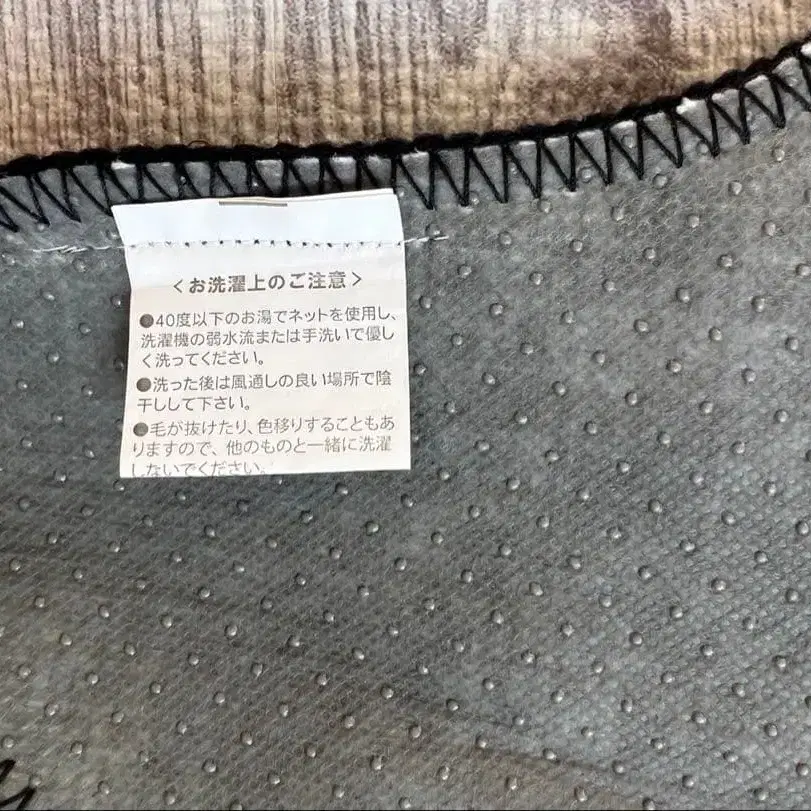 ＜お洗濯上のご注意＞
●40度以下のお湯でネットを使用し、
洗濯機の弱水流または手洗いで優し
く洗ってください。
●洗った後は風通しの良い場所で陰
干しして下さい。
●毛が抜けたり、色移りすることもあ
りますので、他のものと一緒に洗濯
しないでください。